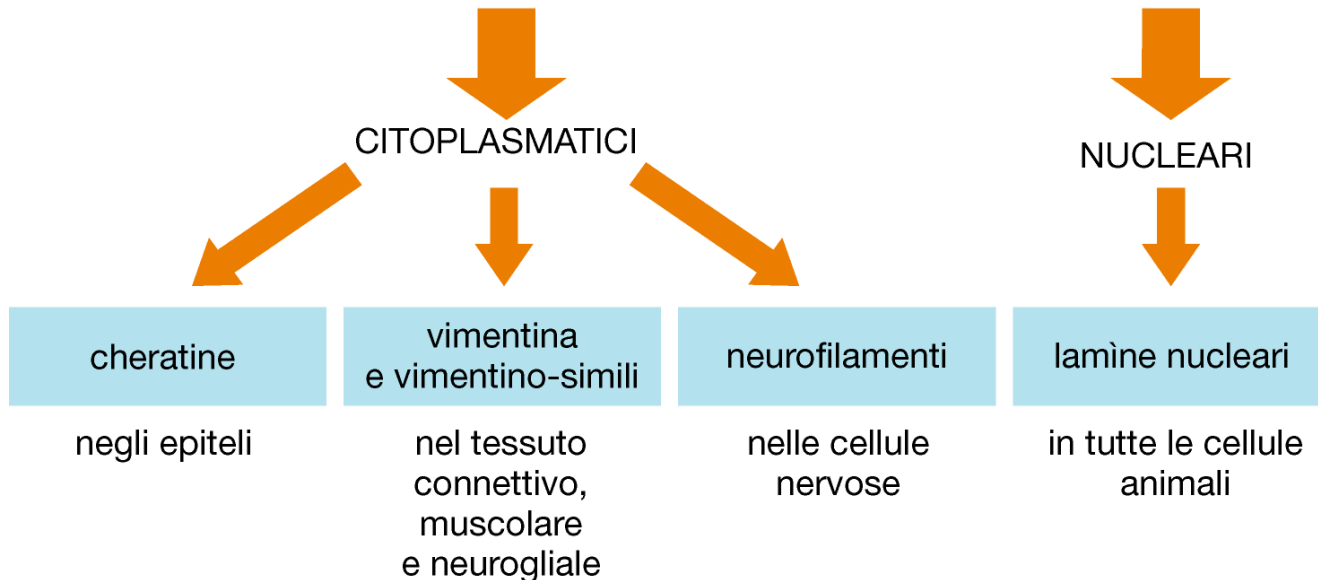 CITOPLASMATICI
NUCLEARI
cheratine
vimentina
e vimentino-simili
neurofilamenti
lamìne nucleari
negli epiteli
nel tessuto
connettivo,
muscolare
e neurogliale
nelle cellule
nervose
in tutte le cellule
animali